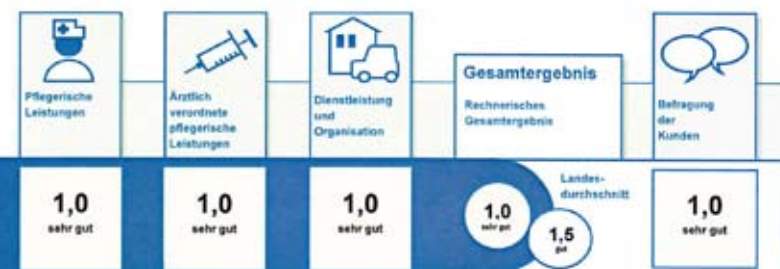 Pflegerische
Leistungen
Ärztlich
verordnete
pflegerische
Leistungen
Dienstleistung
und
Organisation
Gesamtergebnis
Rechnerisches
Gesamtergebnis
Befragung
der
Kunden
1,0
sehr gut
1,0
sehr gut
1,0
sehr gut
1,0
sehr gut
Landes-
durchschnitt
1,5
gut
1,0
sehr gut